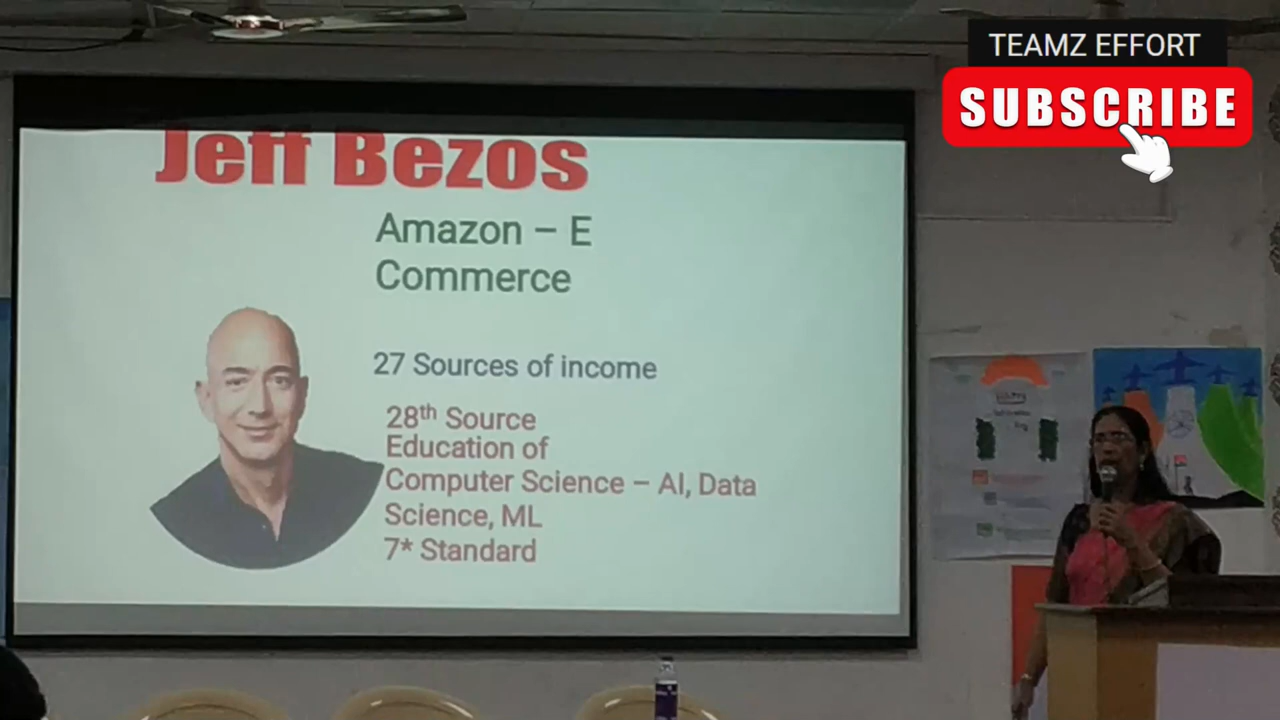 TEAMZ EFFORT
SUBSCRIBE
Jeff Bezos
Amazon – E
Commerce
27 Sources of income
28th Source
Education of
Computer Science – AI, Data
Science, ML
7* Standard